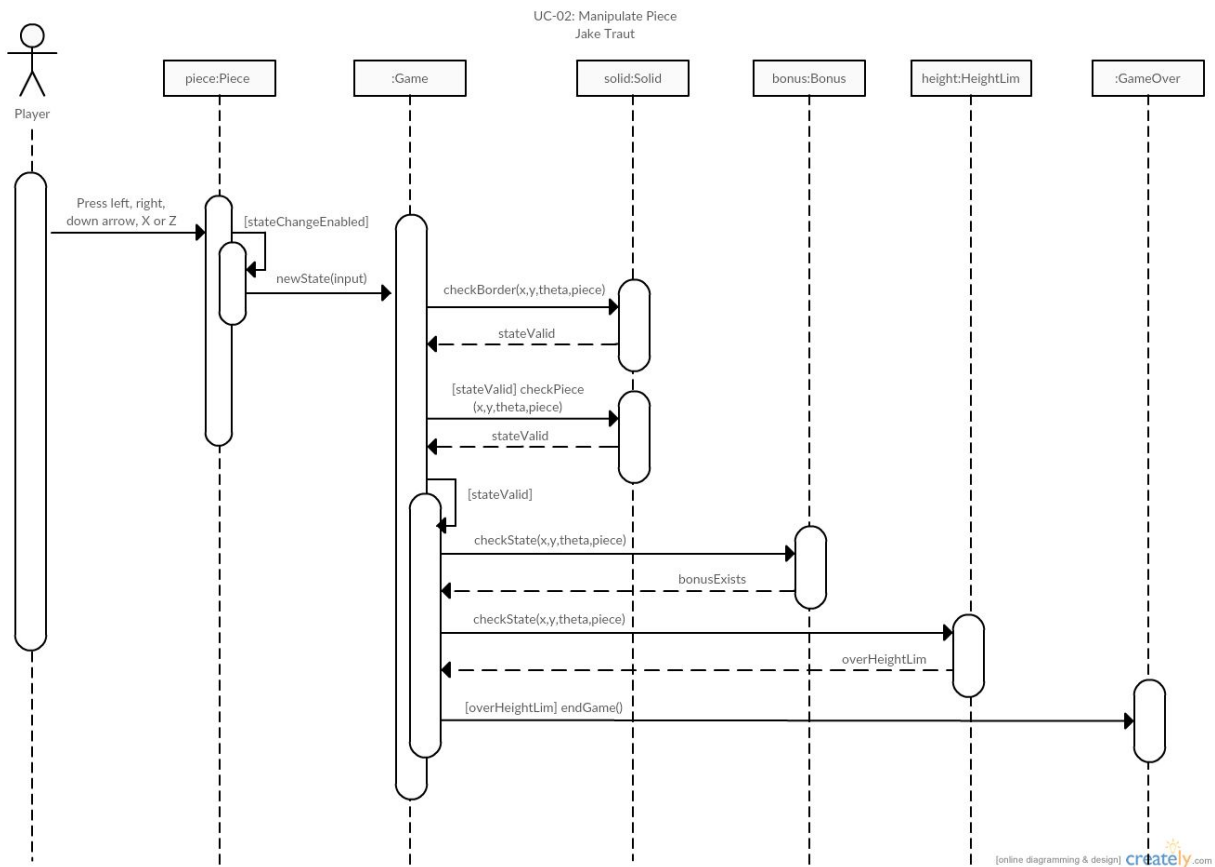 UC-02: Manipulate Piece
Jake Traut
piece:Piece
:Game
solid:Solid
bonus:Bonus
height:HeightLim
:GameOver
Player
Press left, right,
down arrow, X or Z
[stateChangeEnabled]
newState(input)
checkBorder(x,y,theta,piece)
stateValid
[stateValid] checkPiece
(x,y,theta,piece)
stateValid
[stateValid]
checkState(x,y,theta,piece)
bonusExists
checkState(x,y,theta,piece)
overHeightLim
[overHeightLim] endGame()
[online diagramming & design] creately.com